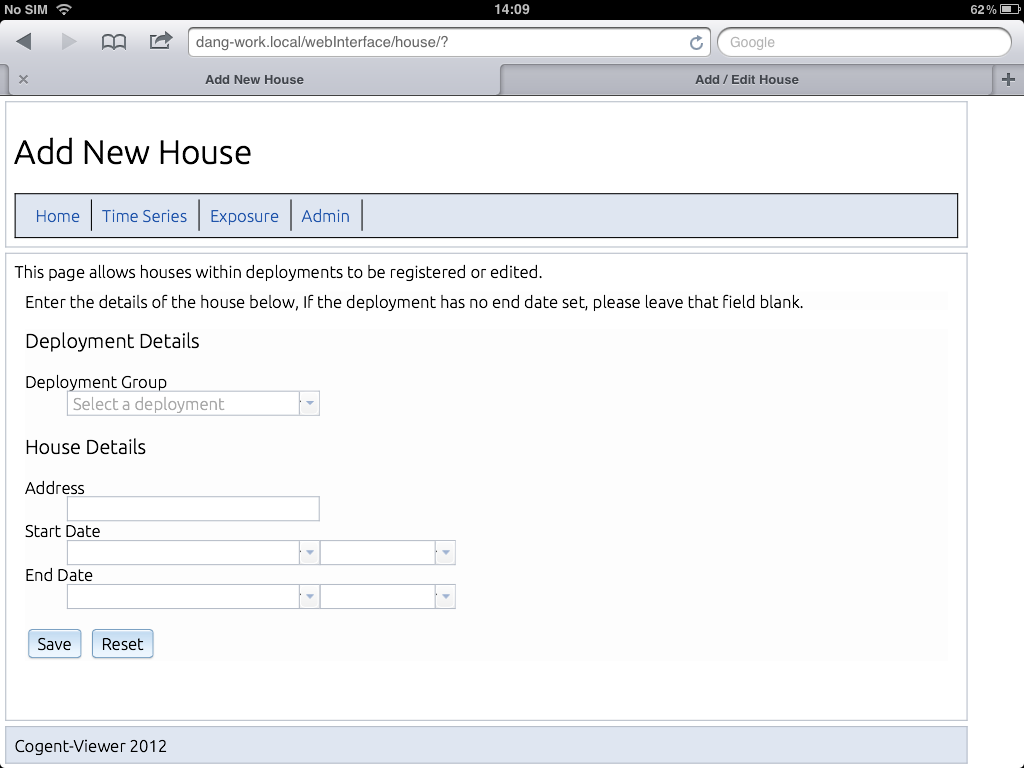 No SIM 14:09 62%
dang-work.local/webInterface/house/? Google
Add New House Add / Edit House
Add New House
Home Time Series Exposure Admin
This page allows houses within deployments to be registered or edited.
Enter the details of the house below, If the deployment has no end date set, please leave that field blank.
Deployment Details
Deployment Group
Select a deployment
House Details
Address
Start Date
End Date
Save Reset
Cogent-Viewer 2012